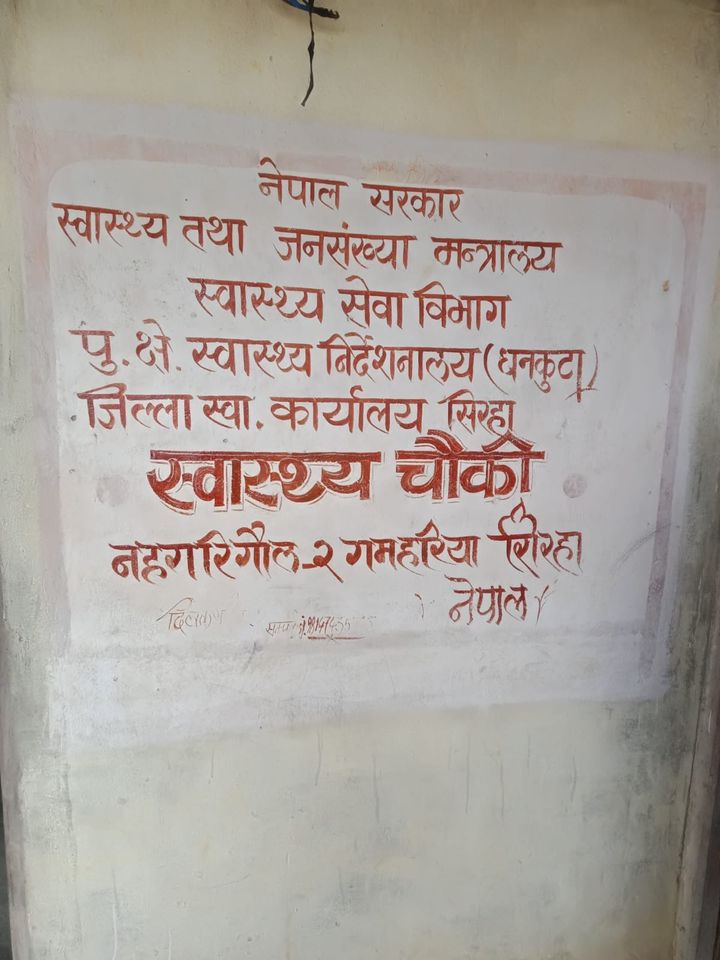 नेपाल सरकार
स्वास्थ्य तथा जनसंख्या मन्त्रालय
स्वास्थ्य सेवा विभाग
पु. क्षे. स्वास्थ्य निर्देशनालय (धनकुटा)
जिल्ला स्वा. कार्यालय सिरहा
स्वास्थ्य चौकी
नहरारिगौल-२ गमहरिया सिरहा
नेपाल